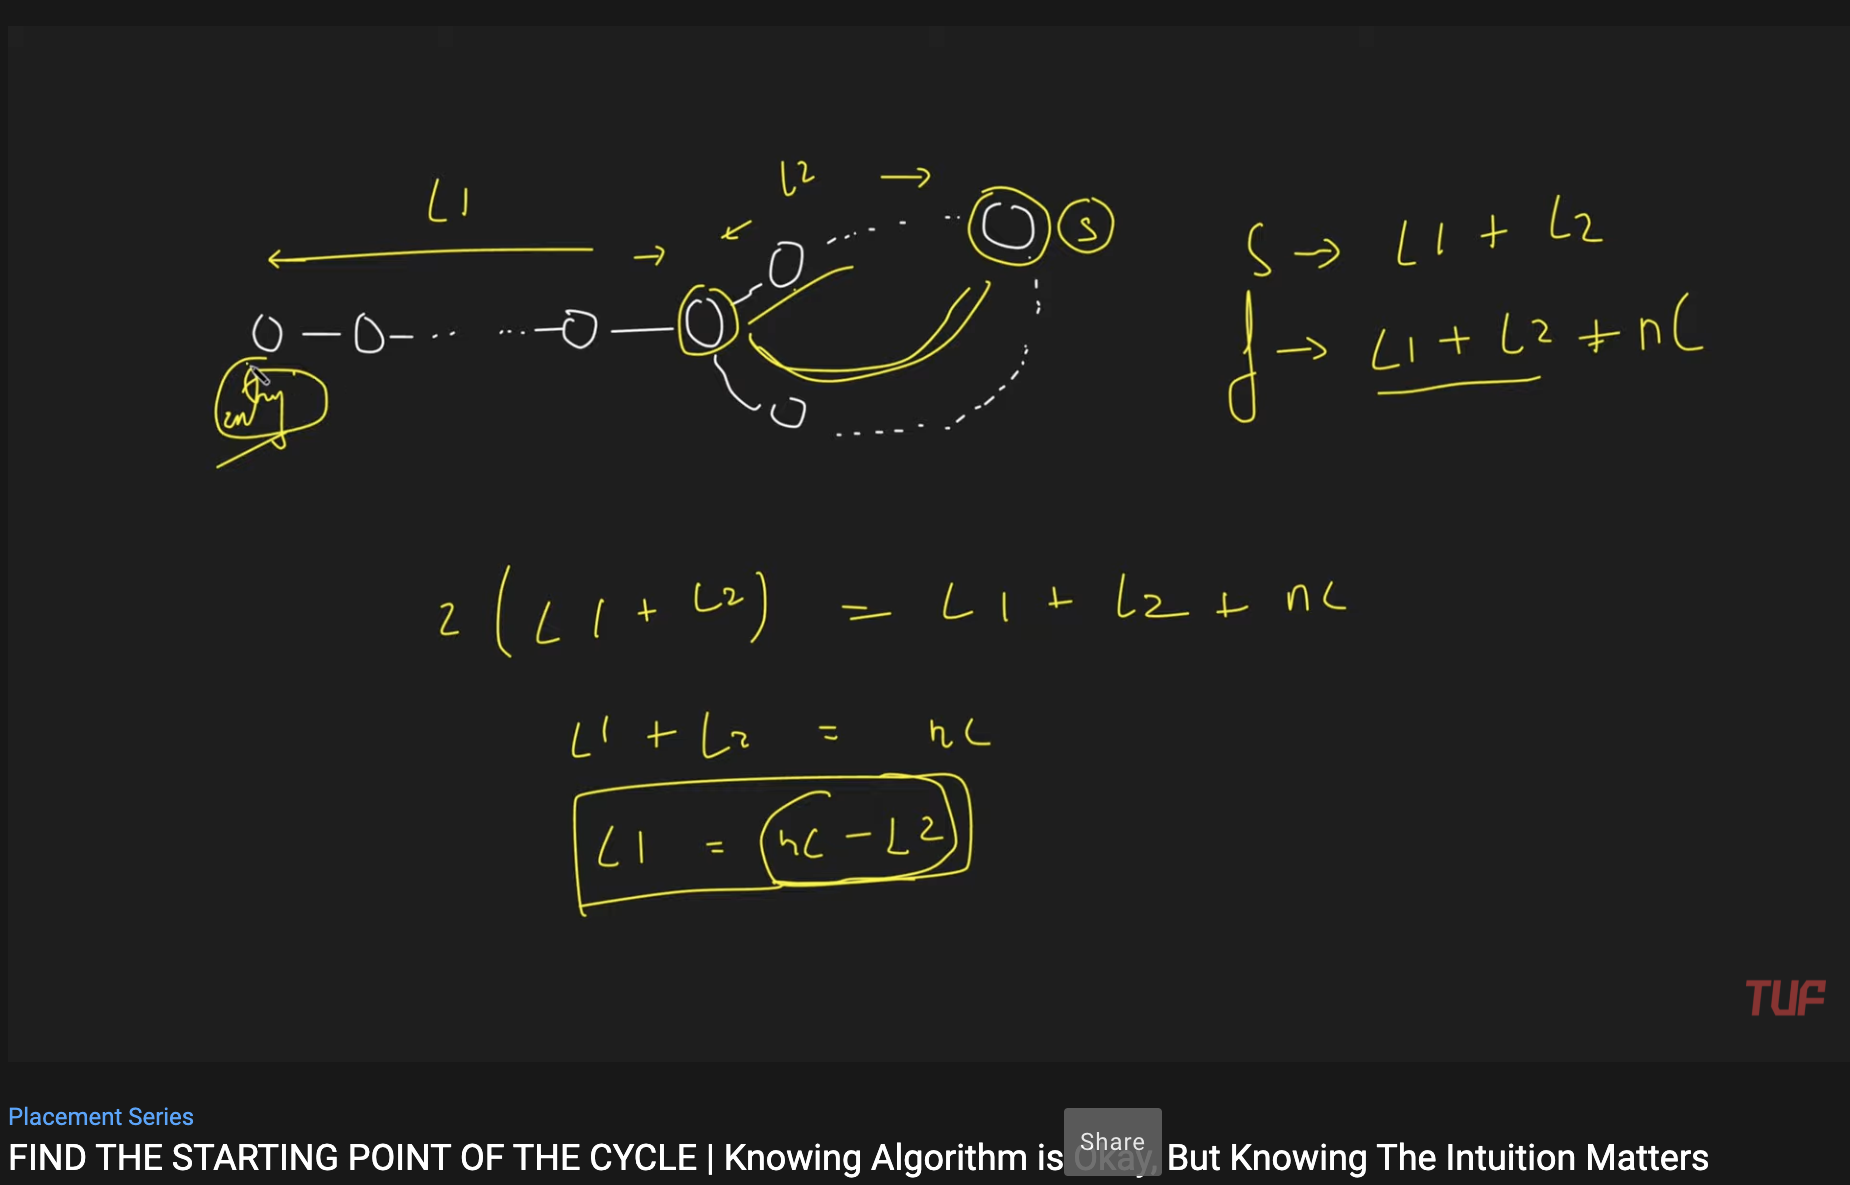 L1
L2 →
S
S → L1 + L2
f → L1 + L2 + nC
entry
2(L1 + L2) = L1 + L2 + nC
L1 + L2 = nC
L1 = nC - L2
TUF
Placement Series
Share
FIND THE STARTING POINT OF THE CYCLE | Knowing Algorithm is Okay, But Knowing The Intuition Matters